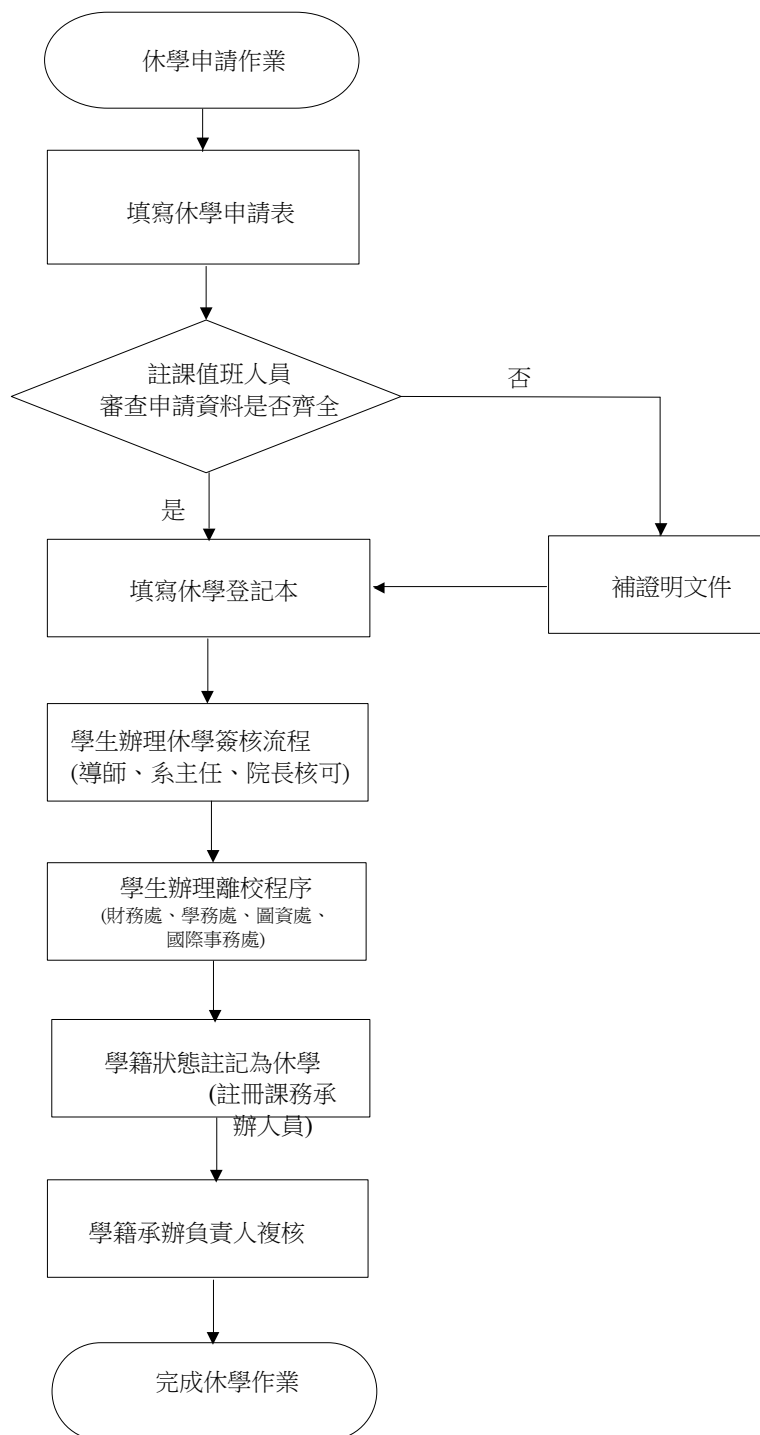 休學申請作業
填寫休學申請表
註課值班人員
審查申請資料是否齊全
否
是
填寫休學登記本
補證明文件
學生辦理休學簽核流程
(導師、系主任、院長核可)
學生辦理離校程序
(財務處、學務處、圖資處、
國際事務處)
學籍狀態註記為休學
(註冊課務承
辦人員)
學籍承辦負責人複核
完成休學作業